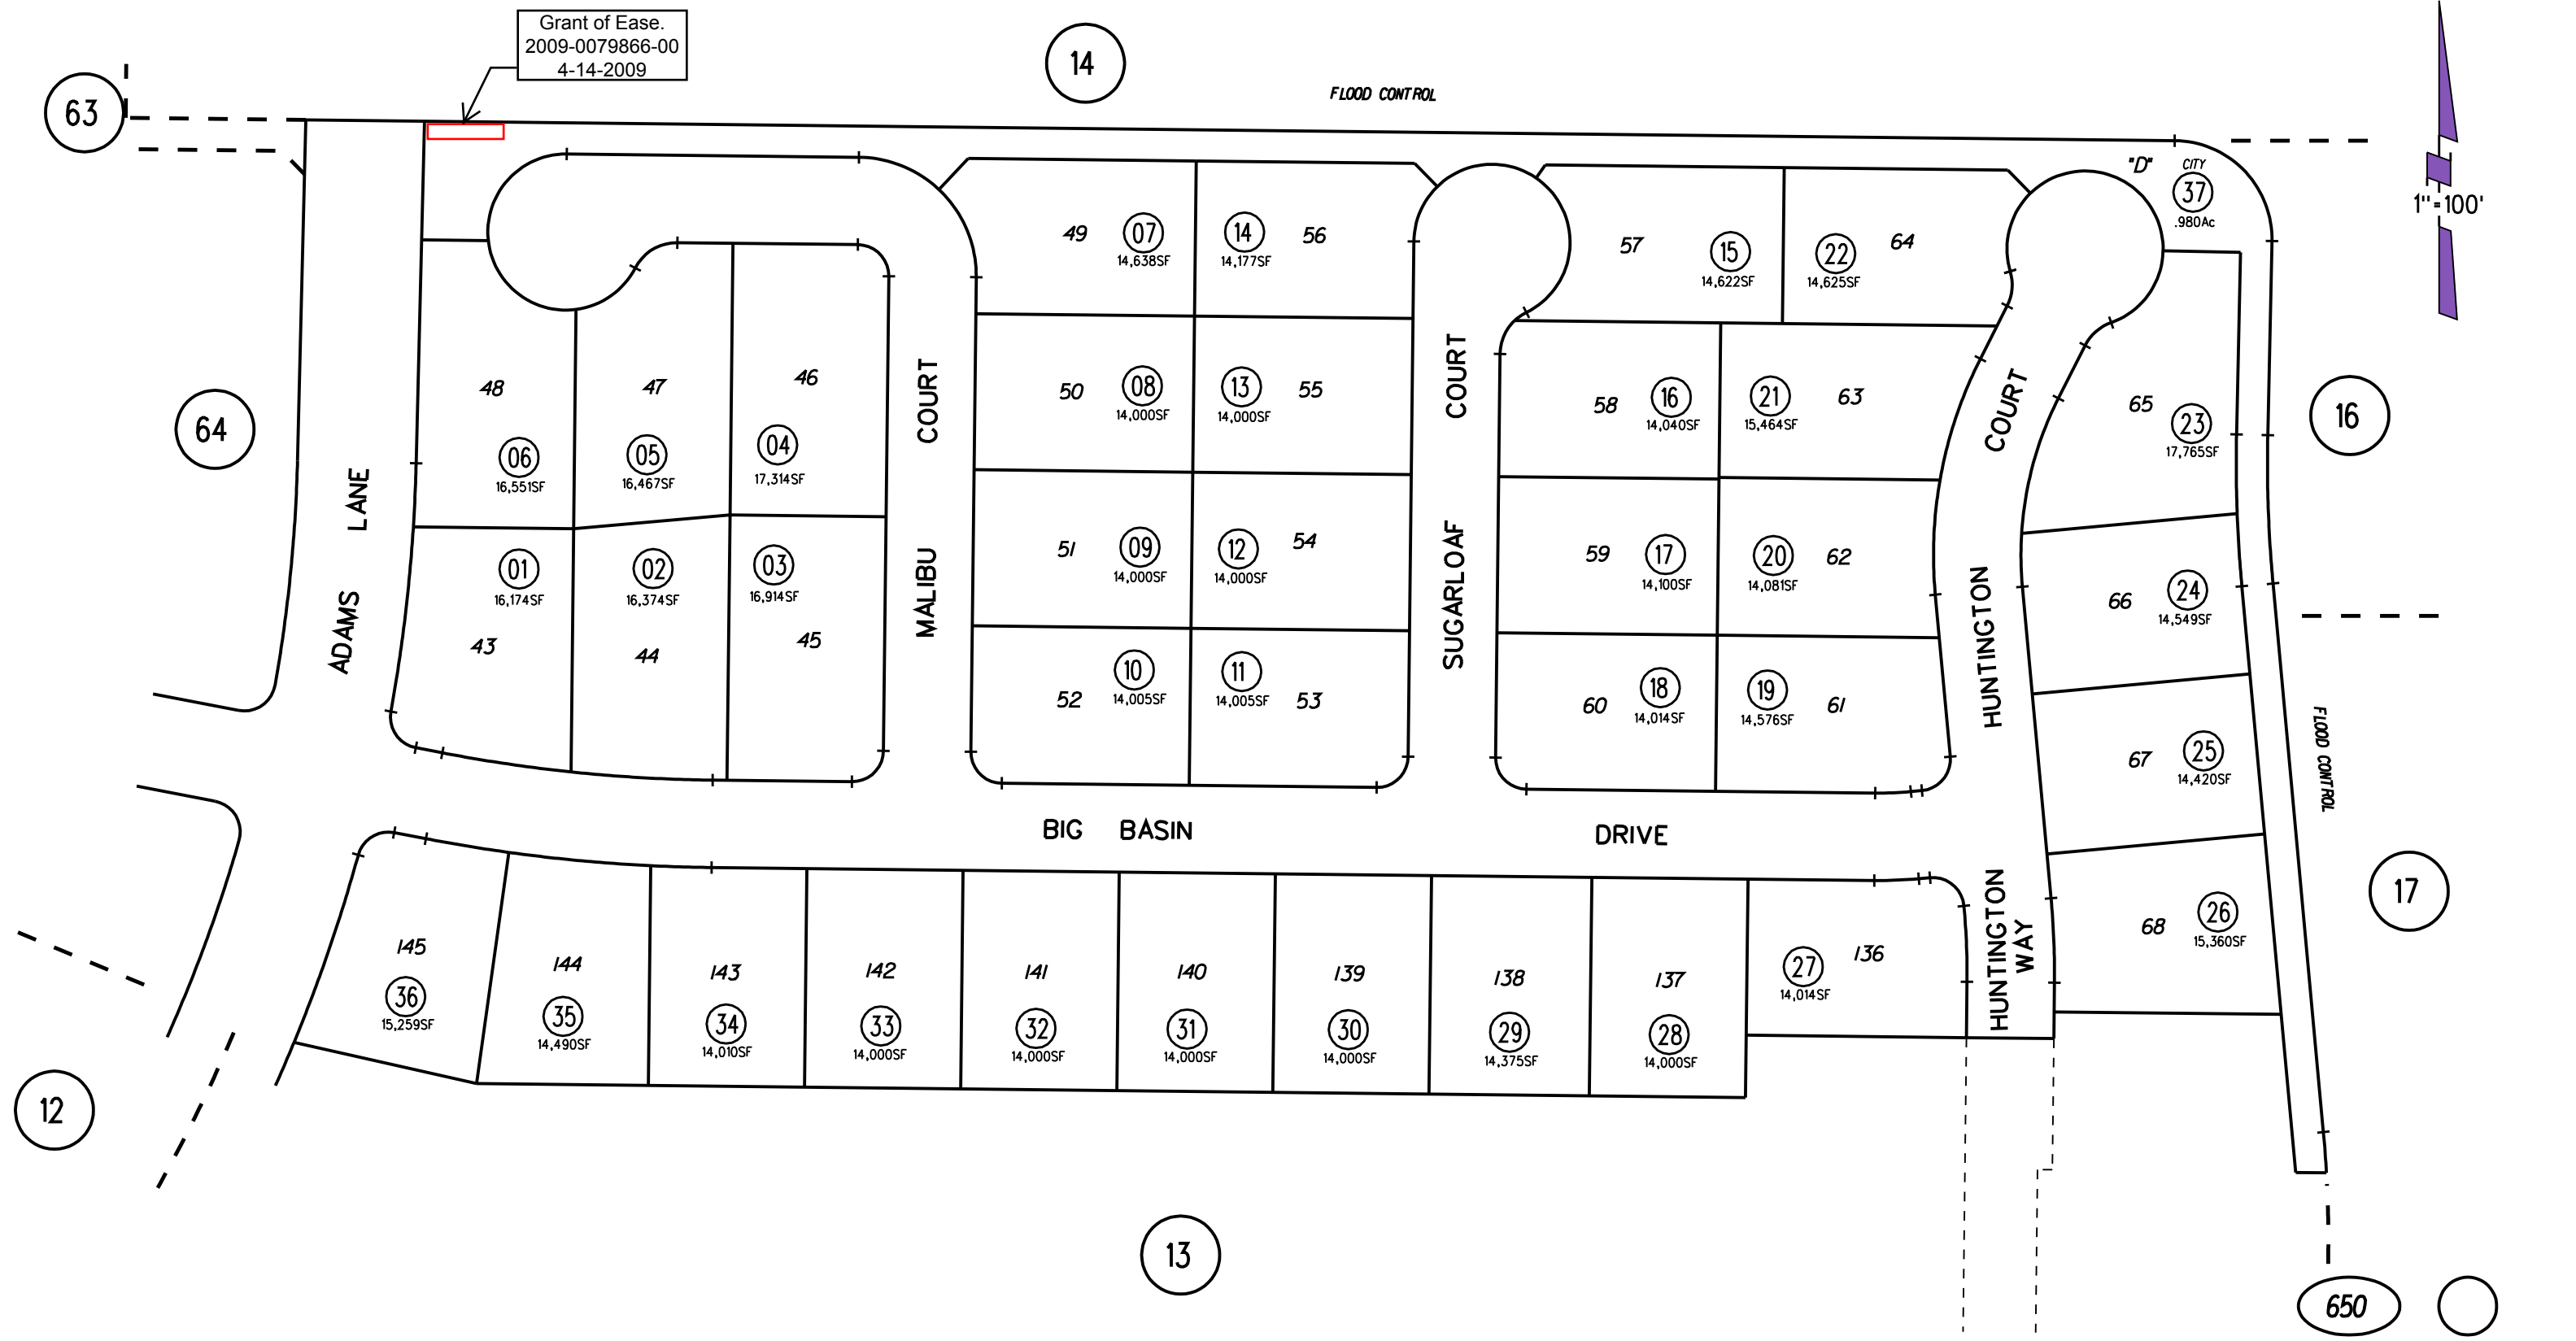 Grant of Ease.
2009-0079866-00
4-14-2009
14
FLOOD CONTROL
63
"D"
CITY
37
.980Ac
1"=100'
49
07
14,638SF
14
56
14,177SF
57
15
14,622SF
22
64
14,625SF
48
06
16,551SF
47
05
16,467SF
46
04
17,314SF
MALIBU COURT
50
08
14,000SF
13
55
14,000SF
SUGARLOAF COURT
58
16
14,040SF
21
63
15,464SF
HUNTINGTON COURT
65
23
17,765SF
16
64
ADAMS LANE
01
16,174SF
43
02
16,374SF
44
03
16,914SF
45
51
09
14,000SF
12
54
14,000SF
59
17
14,100SF
20
62
14,081SF
66
24
14,549SF
52
10
14,005SF
11
53
14,005SF
60
18
14,014SF
19
61
14,576SF
67
25
14,420SF
FLOOD CONTROL
BIG BASIN DRIVE
HUNTINGTON
WAY
68
26
15,360SF
17
145
36
15,259SF
144
35
14,490SF
143
34
14,010SF
142
33
14,000SF
141
32
14,000SF
140
31
14,000SF
139
30
14,000SF
138
29
14,375SF
137
28
14,000SF
27
136
14,014SF
12
13
650